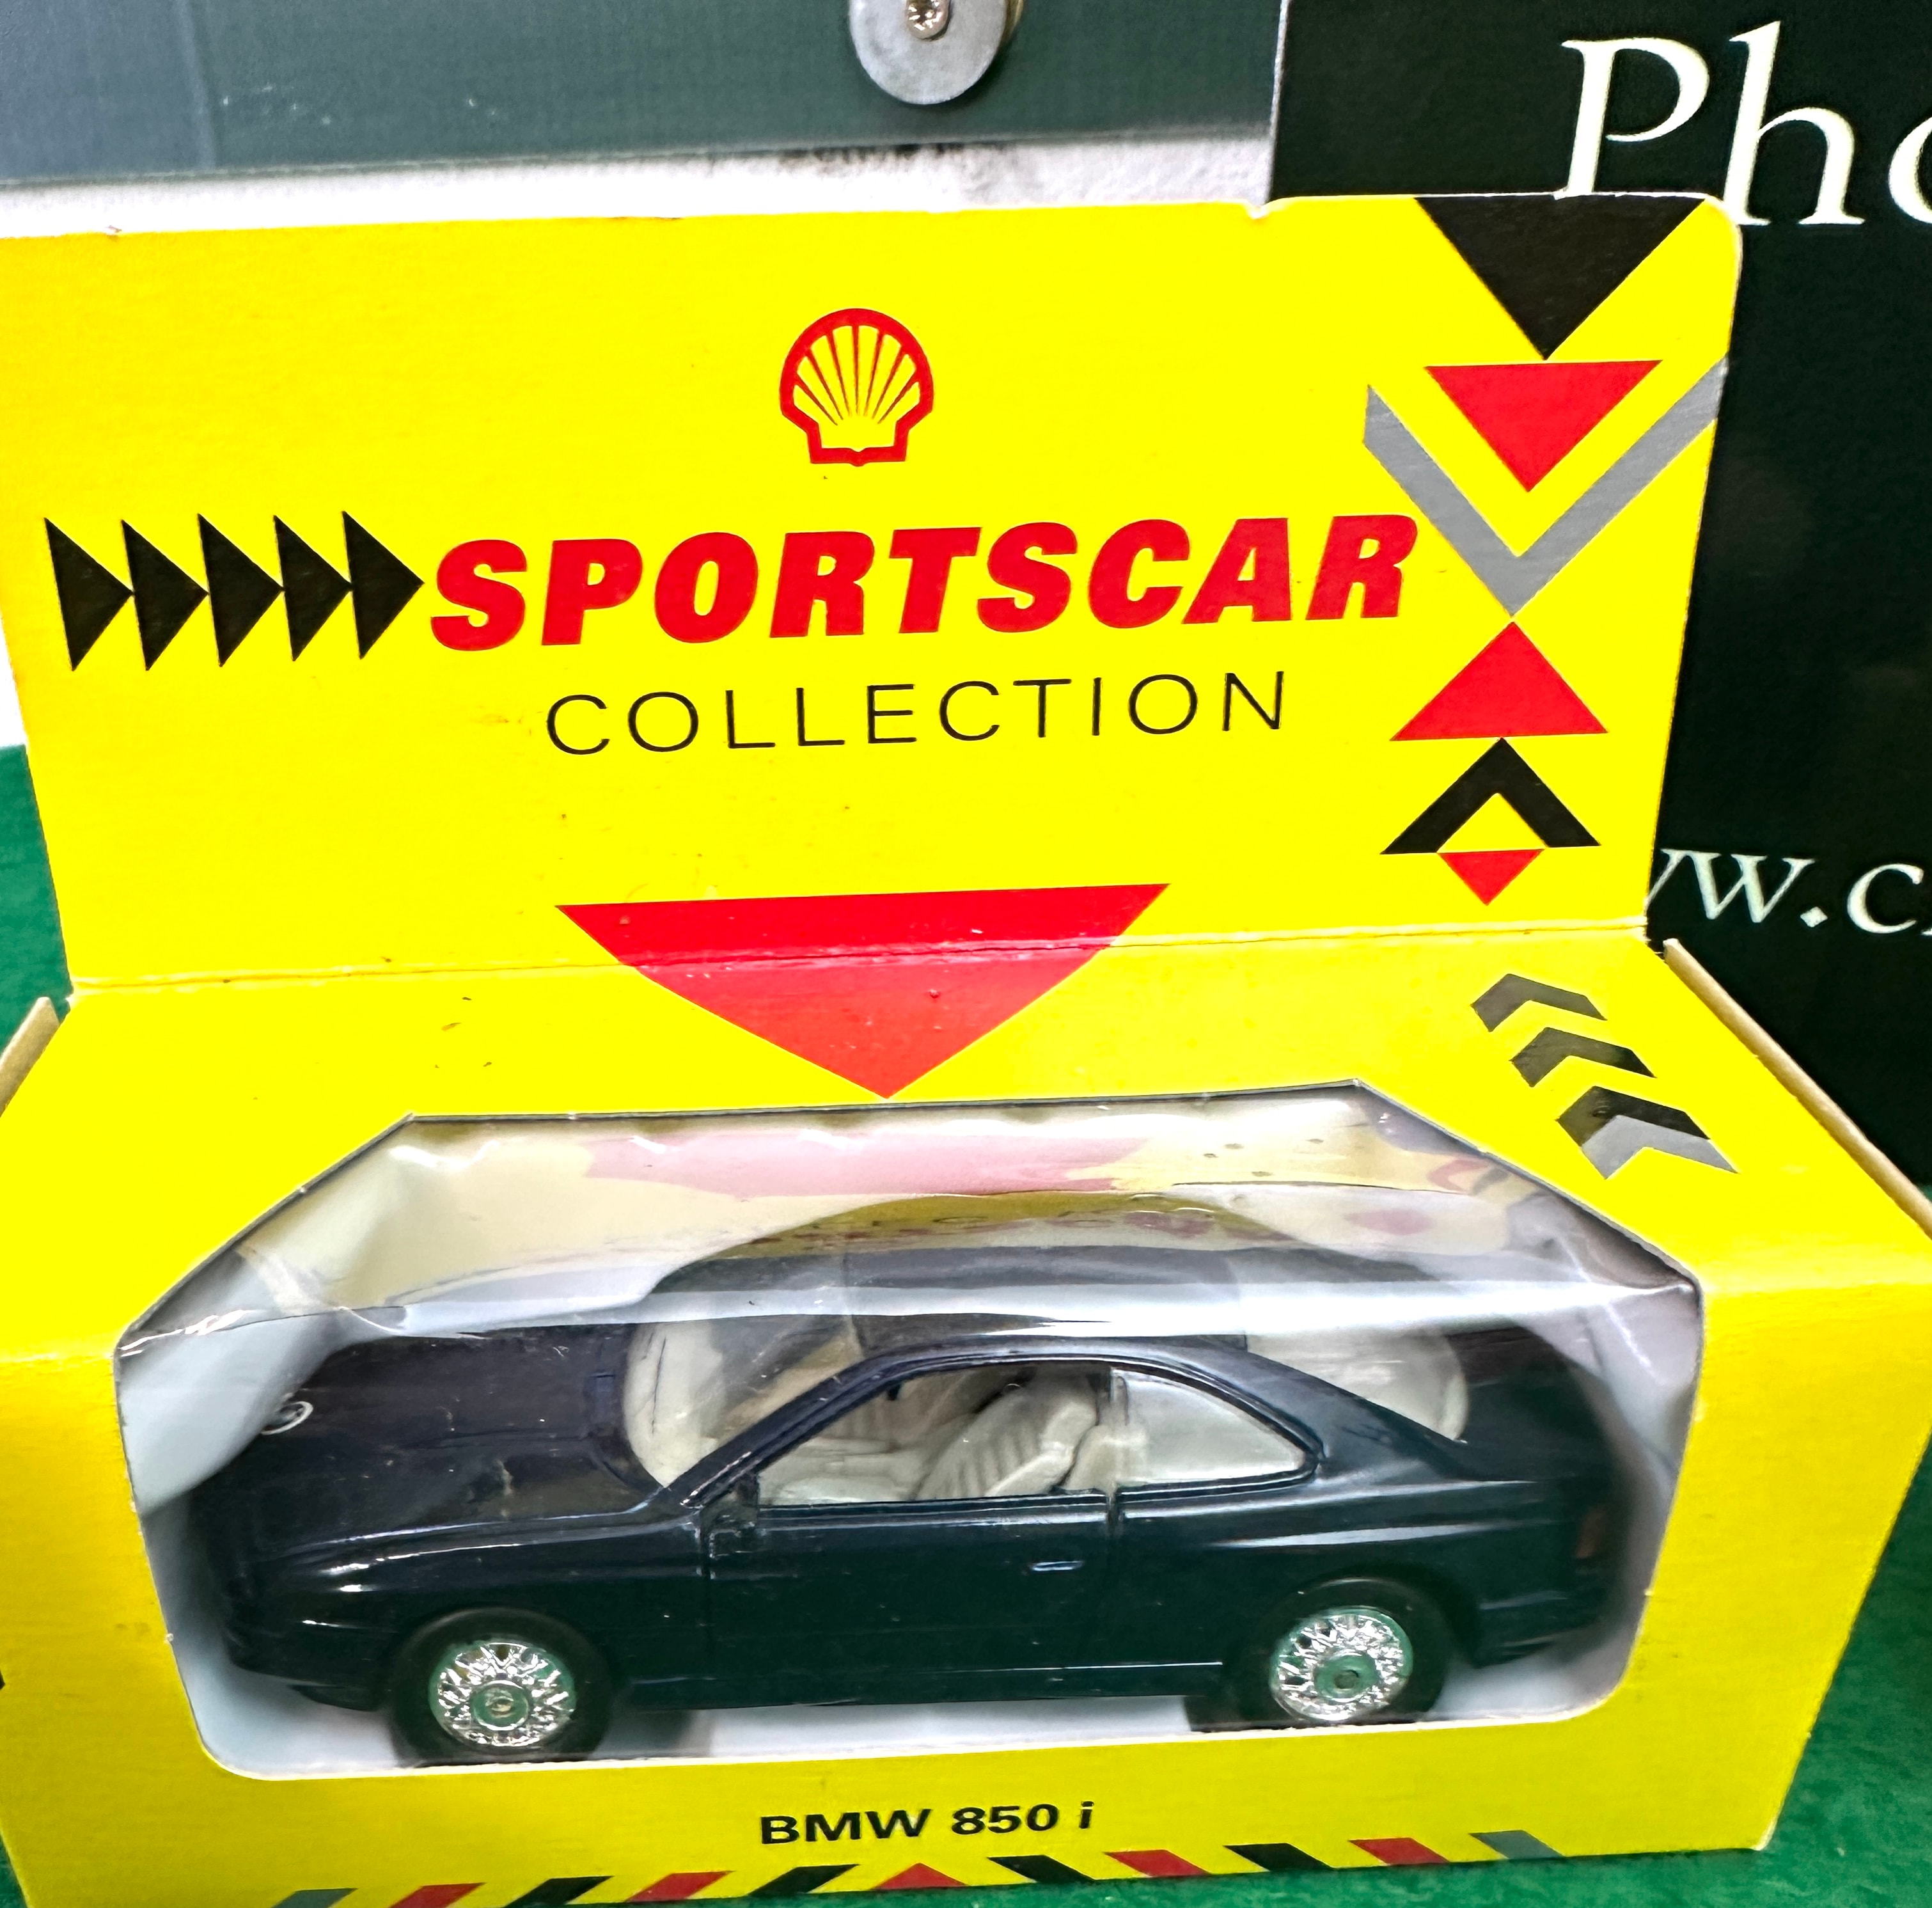 Pho
SPORTSCAR
COLLECTION
ww.c
BMW 850 i